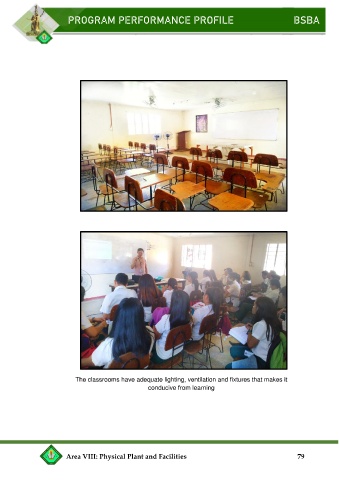 PROGRAM PERFORMANCE PROFILE BSBA
The classrooms have adequate lighting, ventilation and fixtures that makes it
conducive from learning
Area VIII: Physical Plant and Facilities 79